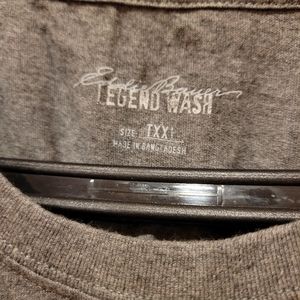 Eddie Bauer
LEGEND WASH
SIZE: TXXL
MADE IN BANGLADESH